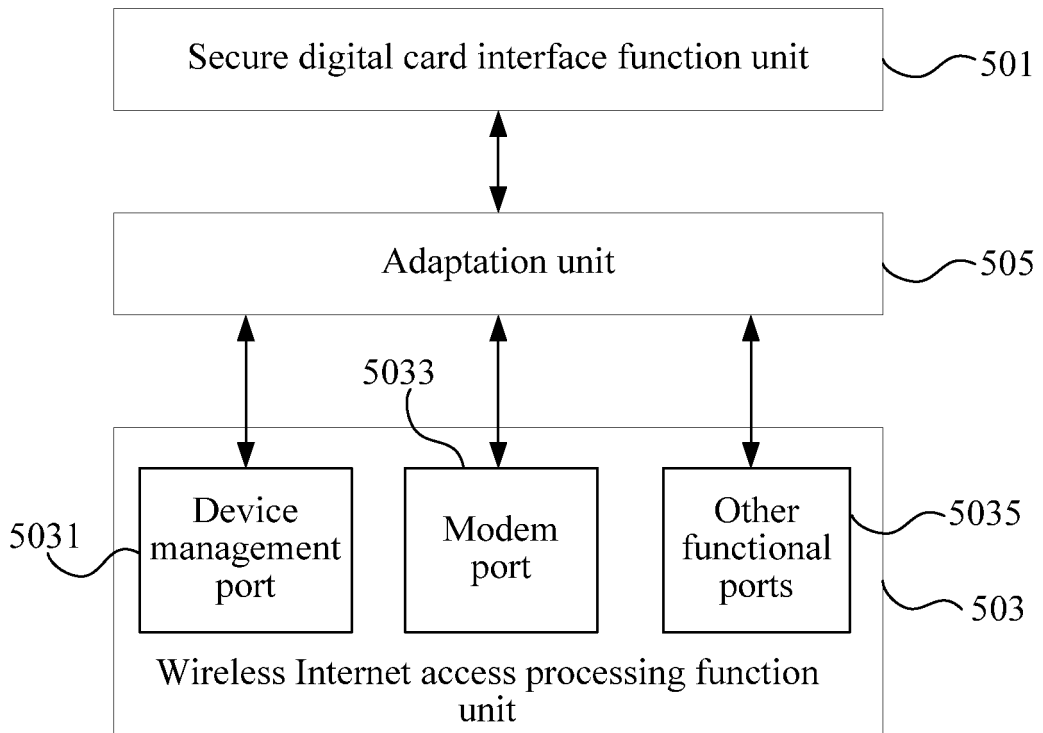 Secure digital card interface function unit
501
Adaptation unit
505
5033
5031
Device
management
port
Modem
port
Other
functional
ports
5035
503
Wireless Internet access processing function
unit